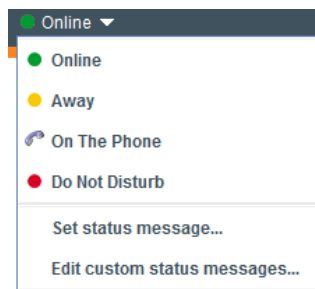 Online
Online
Away
On The Phone
Do Not Disturb
Set status message...
Edit custom status messages...